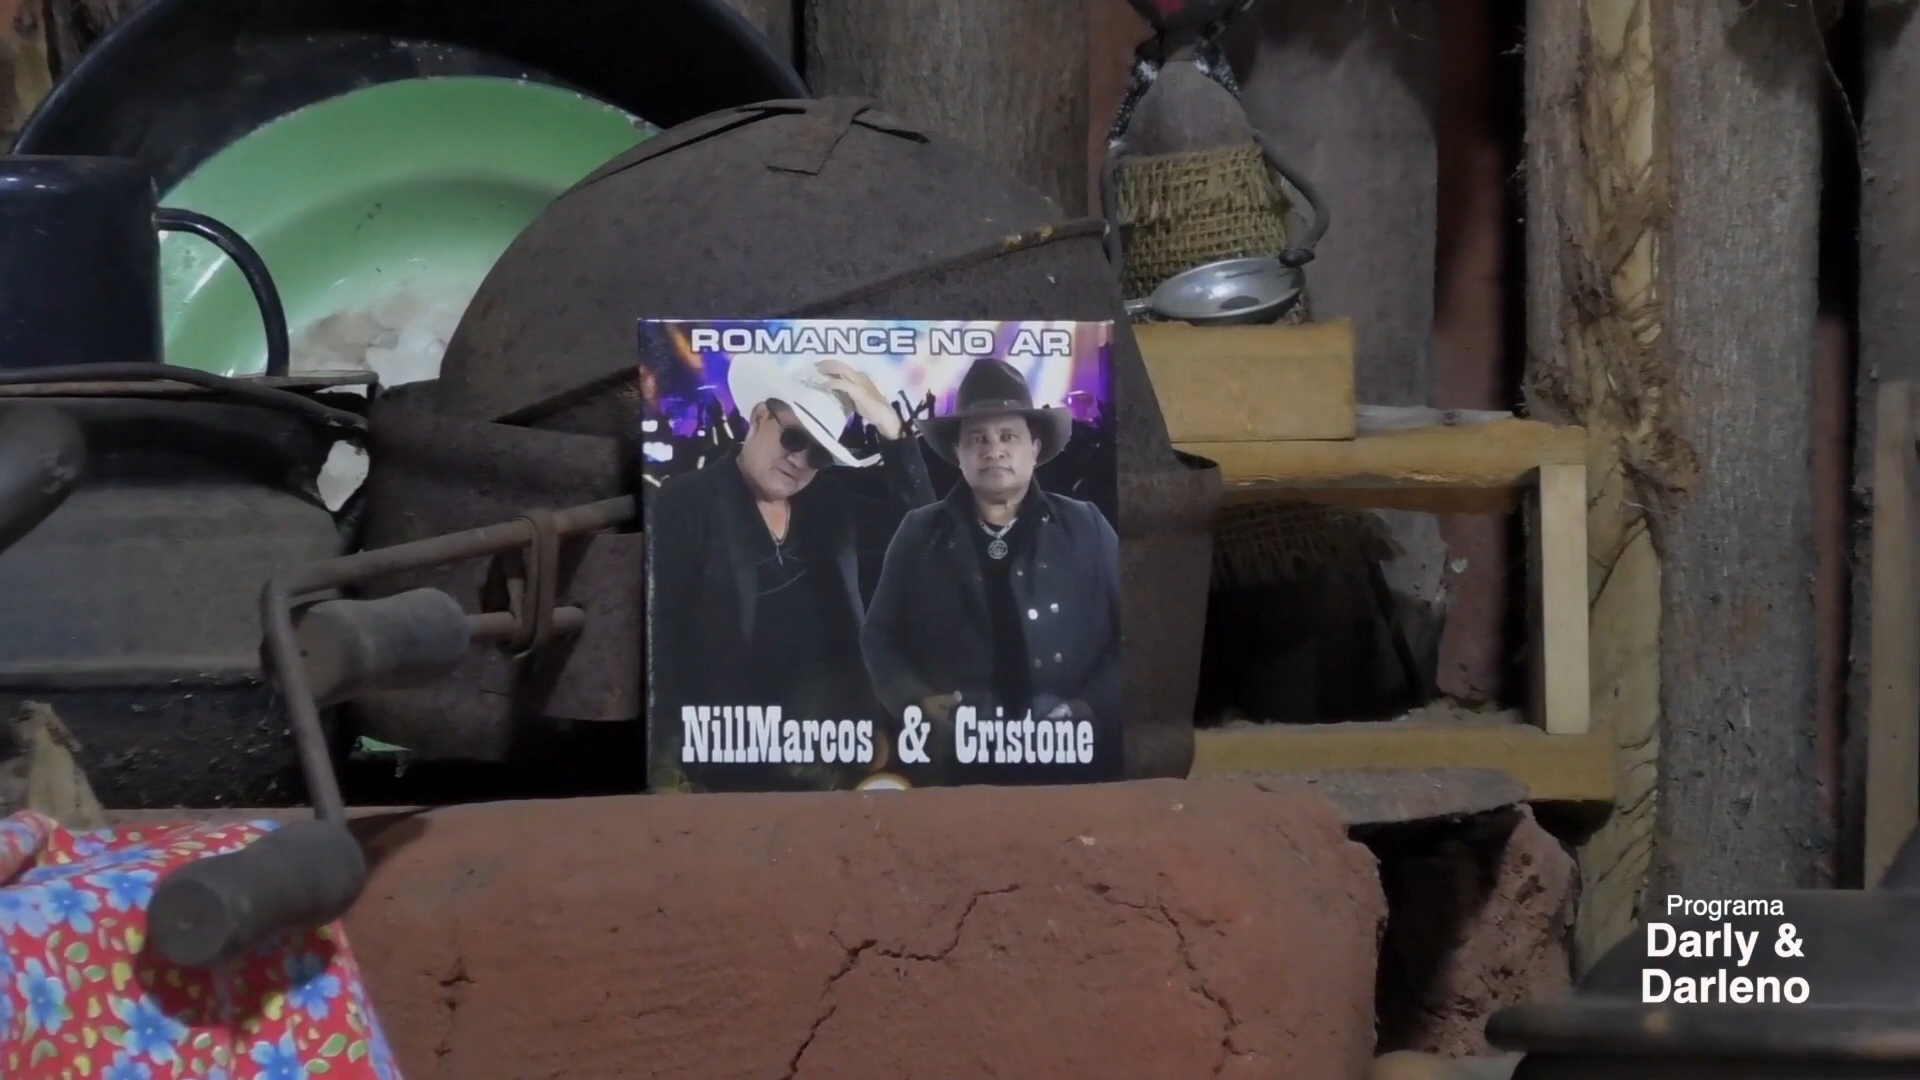 ROMANCE NO AR
NillMarcos & Cristone
Programa
Darly &
Darleno